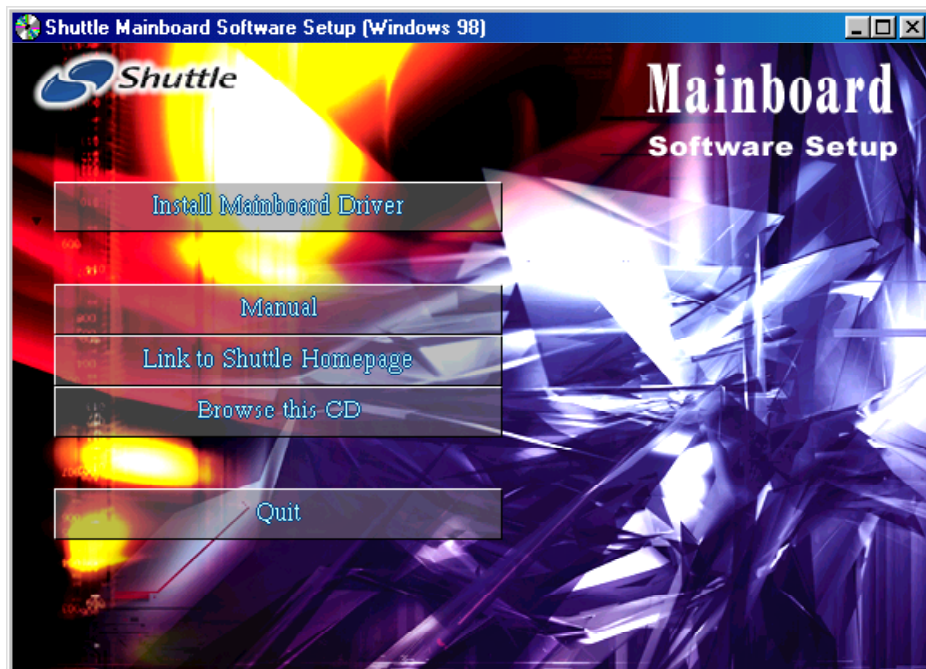 Shuttle Mainboard Software Setup (Windows 98)
Shuttle
Mainboard
Software Setup
Install Mainboard Driver
Manual
Link to Shuttle Homepage
Browse this CD
Quit